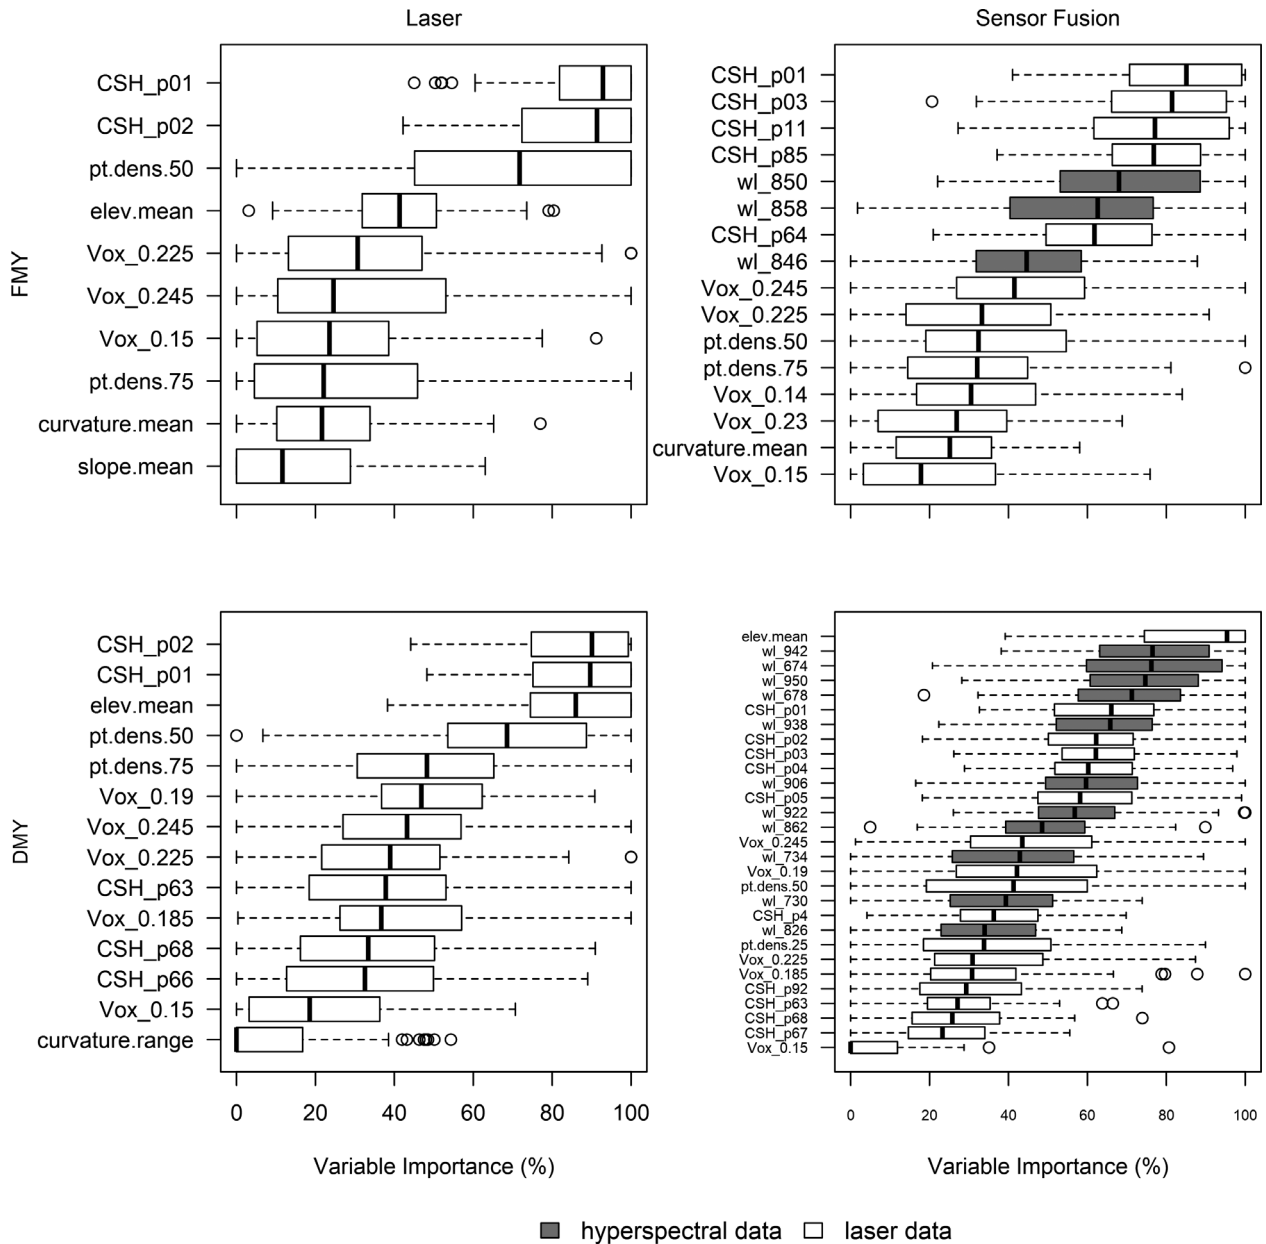 Laser
Sensor Fusion
FMY
CSH_p01
CSH_p02
pt.dens.50
elev.mean
Vox_0.225
Vox_0.245
Vox_0.15
pt.dens.75
curvature.mean
slope.mean
CSH_p01
CSH_p03
CSH_p11
CSH_p85
wl_850
wl_858
CSH_p64
wl_846
Vox_0.245
Vox_0.225
pt.dens.50
pt.dens.75
Vox_0.14
Vox_0.23
curvature.mean
Vox_0.15
DMY
CSH_p02
CSH_p01
elev.mean
pt.dens.50
pt.dens.75
Vox_0.19
Vox_0.245
Vox_0.225
CSH_p63
Vox_0.185
CSH_p68
CSH_p66
Vox_0.15
curvature.range
0 20 40 60 80 100
Variable Importance (%)
elev.mean
wl_942
wl_674
wl_950
wl_678
CSH_p01
wl_938
CSH_p02
CSH_p03
CSH_p04
wl_906
CSH_p05
wl_922
wl_862
Vox_0.245
wl_734
Vox_0.19
pt.dens.50
wl_730
CSH_p4
wl_826
pt.dens.25
Vox_0.225
Vox_0.185
CSH_p92
CSH_p63
CSH_p68
CSH_p67
Vox_0.15
0 20 40 60 80 100
Variable Importance (%)
hyperspectral data
laser data